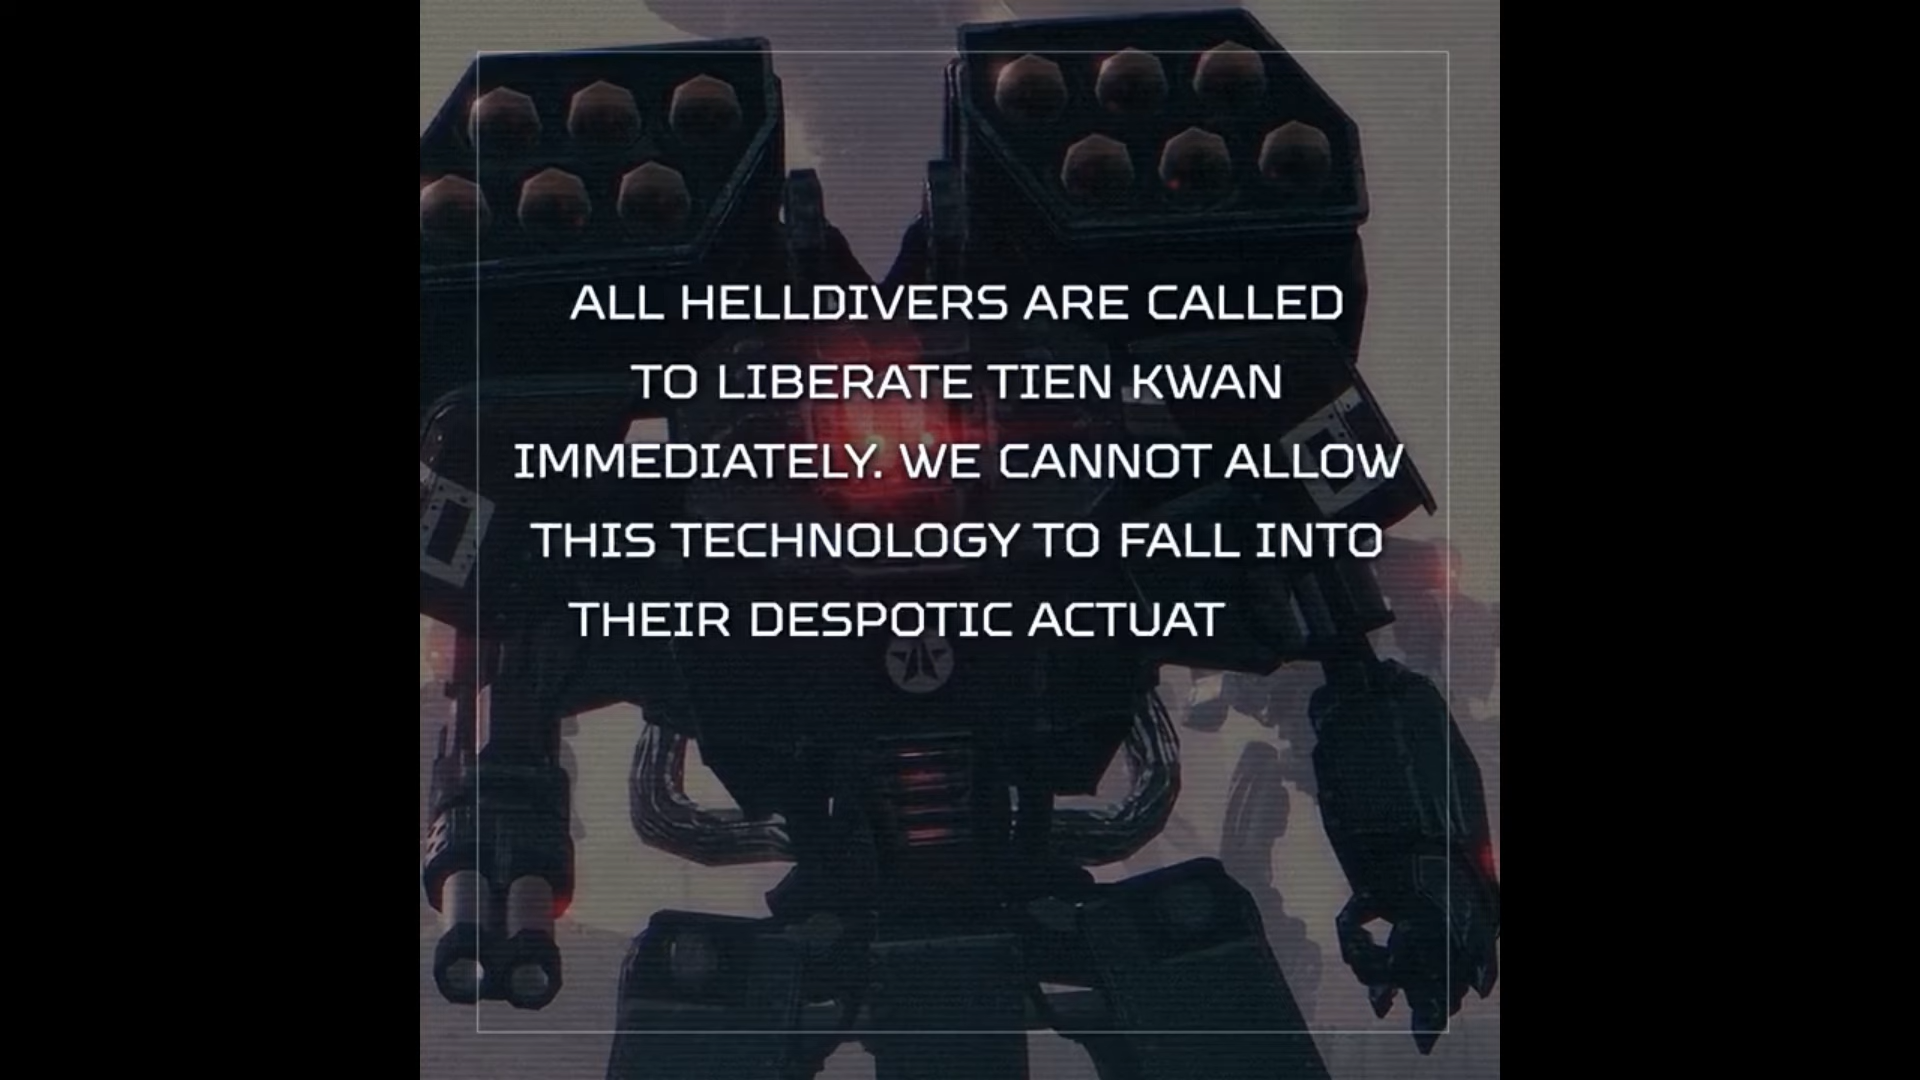 ALL HELLDIVERS ARE CALLED
TO LIBERATE TIEN KWAN
IMMEDIATELY. WE CANNOT ALLOW
THIS TECHNOLOGY TO FALL INTO
THEIR DESPOTIC ACTUAT